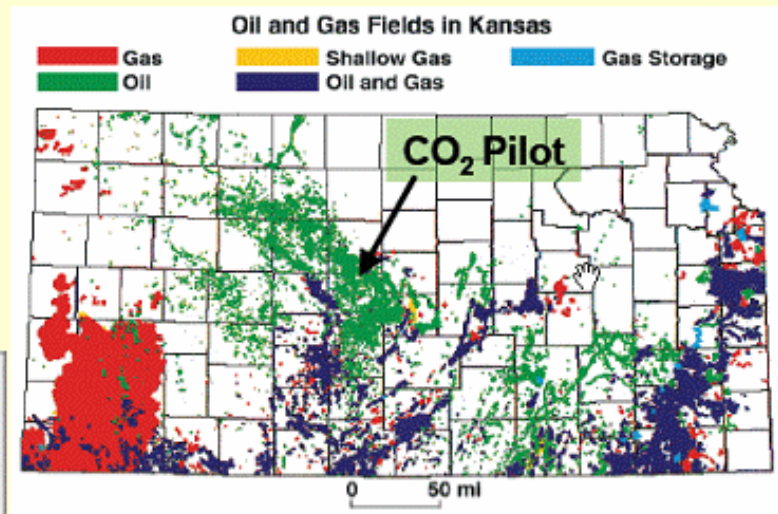 Oil and Gas Fields in Kansas
Gas Shallow Gas Gas Storage
Oil Oil and Gas
CO₂ Pilot
0 50 mi